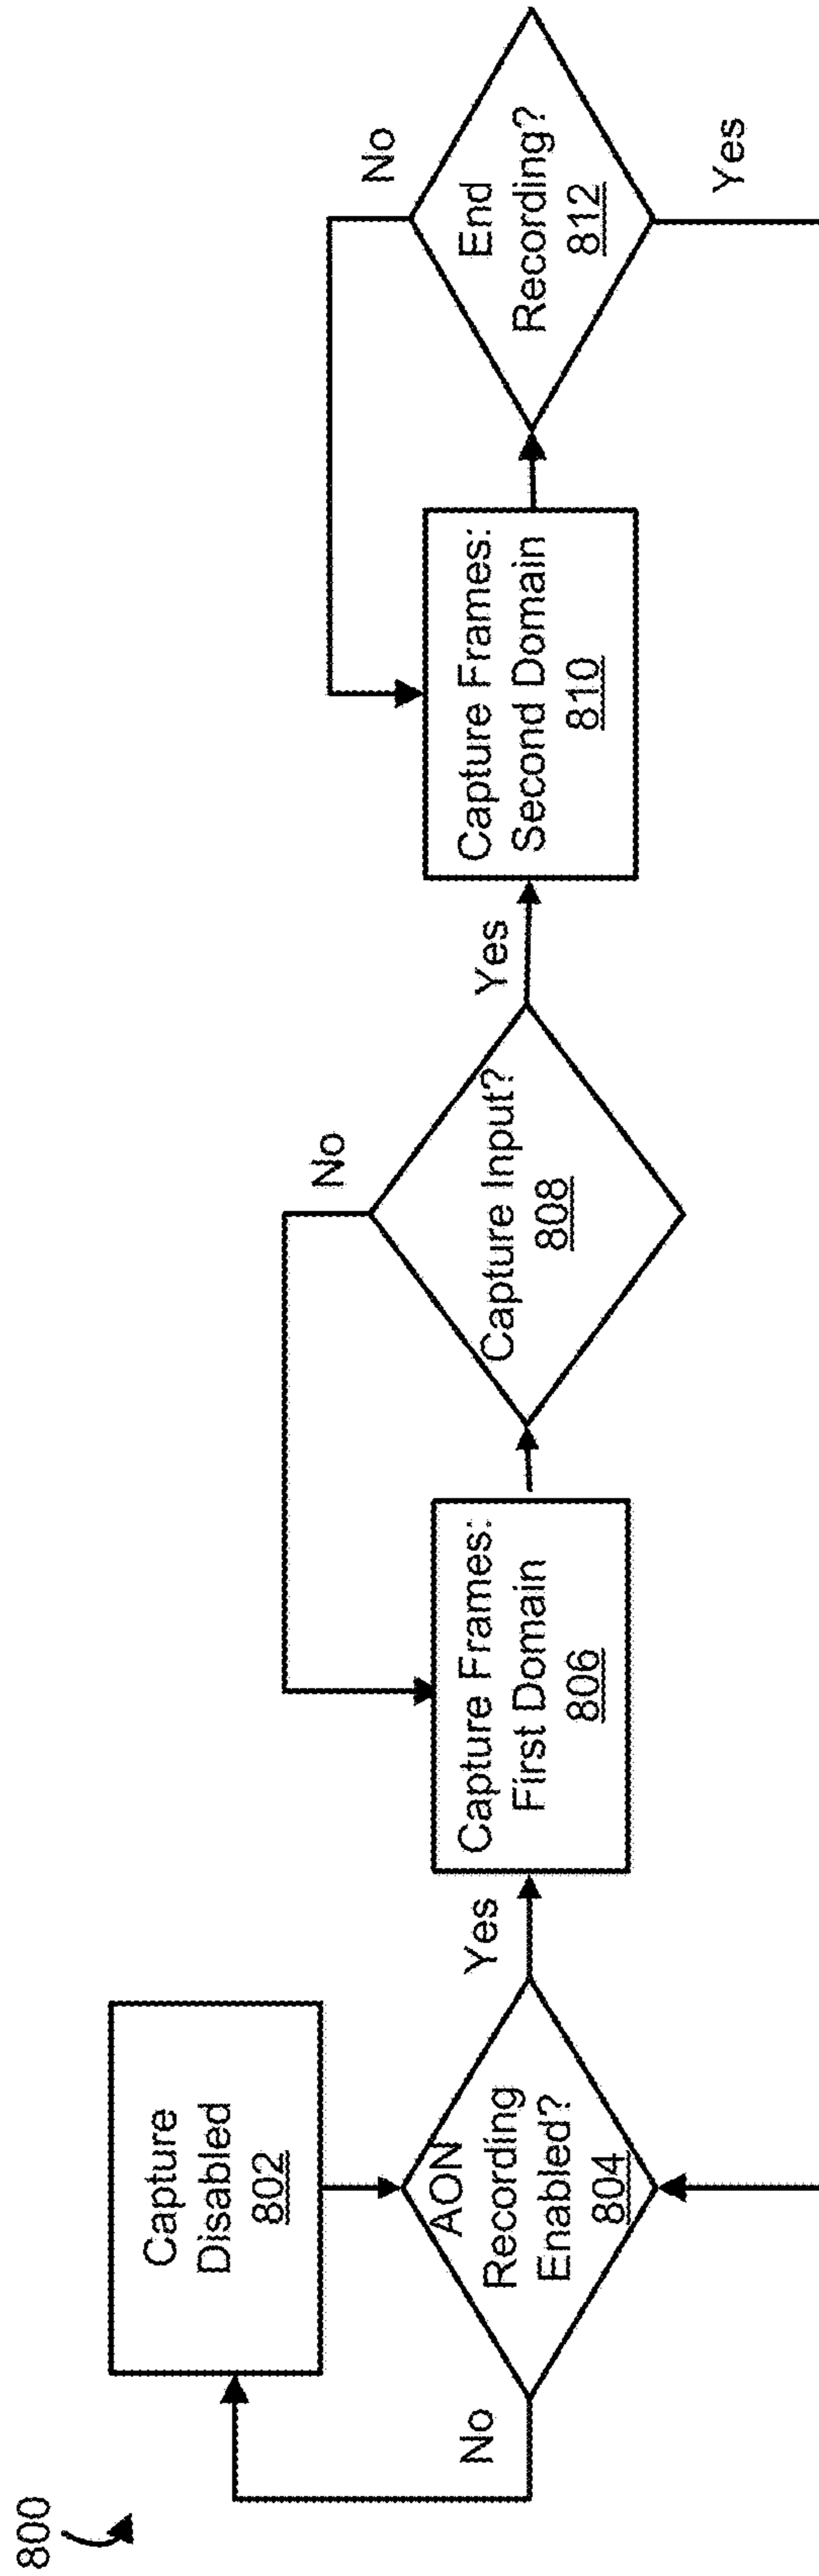 800
Capture
Disabled
802
No
AON
Recording
Enabled?
804
Yes
Capture Frames:
First Domain
806
No
Capture Input?
808
Yes
Capture Frames:
Second Domain
810
No
End
Recording?
812
Yes